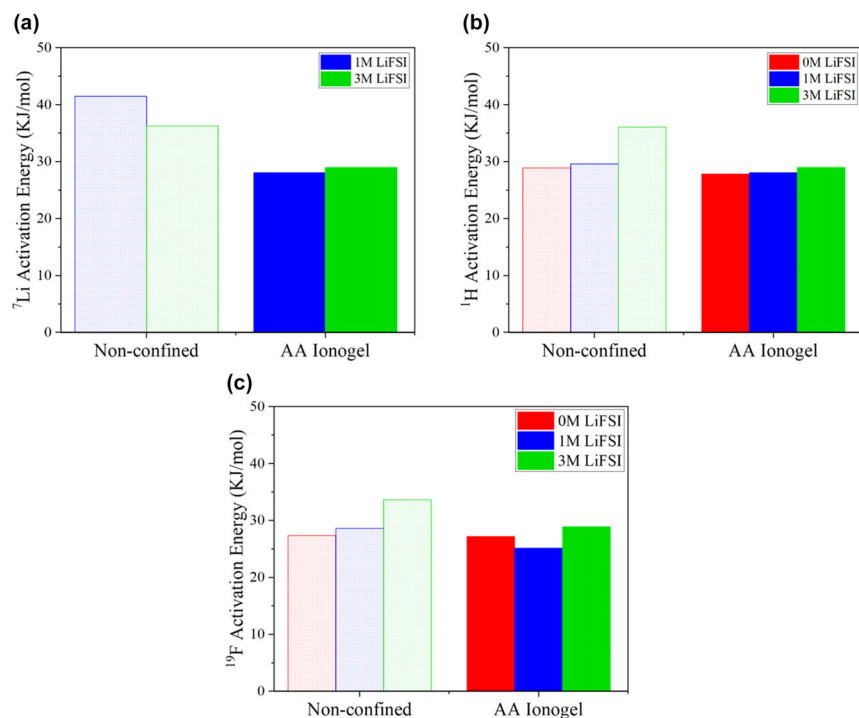 (a)
50
40
30
20
10
0
⁷Li Activation Energy (KJ/mol)
1M LiFSI
3M LiFSI
Non-confined
AA Ionogel
(b)
50
40
30
20
10
0
¹H Activation Energy (KJ/mol)
0M LiFSI
1M LiFSI
3M LiFSI
Non-confined
AA Ionogel
(c)
50
40
30
20
10
0
¹⁹F Activation Energy (KJ/mol)
0M LiFSI
1M LiFSI
3M LiFSI
Non-confined
AA Ionogel